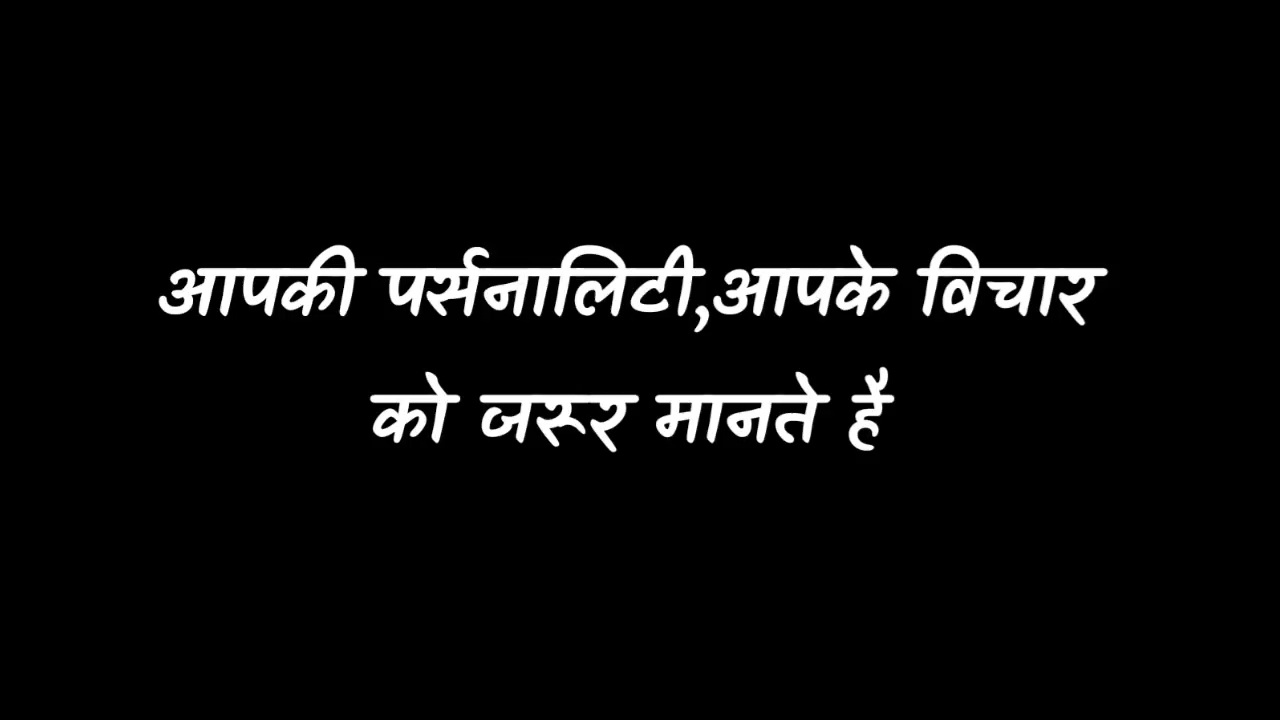 आपकी पर्सनालिटी,आपके विचार
को जरूर मानते है